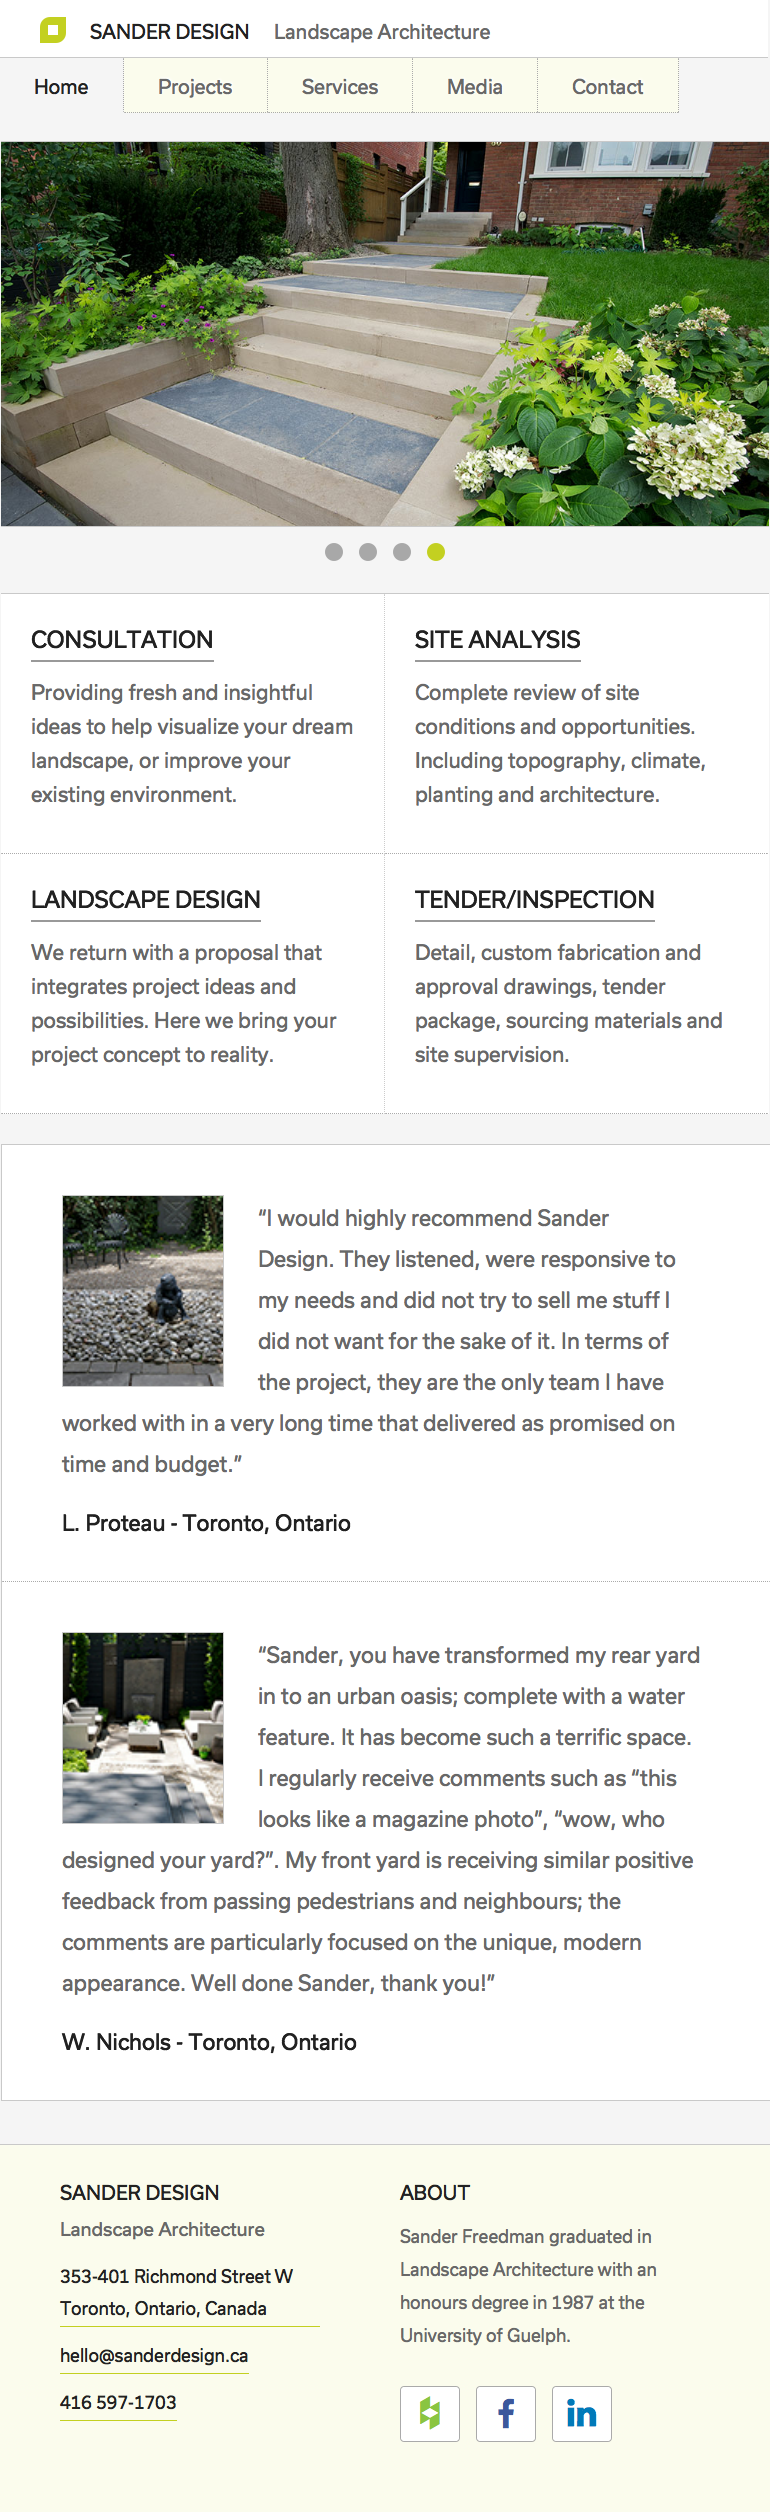 SANDER DESIGN Landscape Architecture
Home Projects Services Media Contact
CONSULTATION
Providing fresh and insightful
ideas to help visualize your dream
landscape, or improve your
existing environment.
SITE ANALYSIS
Complete review of site
conditions and opportunities.
Including topography, climate,
planting and architecture.
LANDSCAPE DESIGN
We return with a proposal that
integrates project ideas and
possibilities. Here we bring your
project concept to reality.
TENDER/INSPECTION
Detail, custom fabrication and
approval drawings, tender
package, sourcing materials and
site supervision.
“I would highly recommend Sander
Design. They listened, were responsive to
my needs and did not try to sell me stuff I
did not want for the sake of it. In terms of
the project, they are the only team I have
worked with in a very long time that delivered as promised on
time and budget.”
L. Proteau - Toronto, Ontario
“Sander, you have transformed my rear yard
in to an urban oasis; complete with a water
feature. It has become such a terrific space.
I regularly receive comments such as “this
looks like a magazine photo”, “wow, who
designed your yard?”. My front yard is receiving similar positive
feedback from passing pedestrians and neighbours; the
comments are particularly focused on the unique, modern
appearance. Well done Sander, thank you!”
W. Nichols - Toronto, Ontario
SANDER DESIGN
Landscape Architecture
353-401 Richmond Street W
Toronto, Ontario, Canada
hello@sanderdesign.ca
416 597-1703
ABOUT
Sander Freedman graduated in
Landscape Architecture with an
honours degree in 1987 at the
University of Guelph.
f in